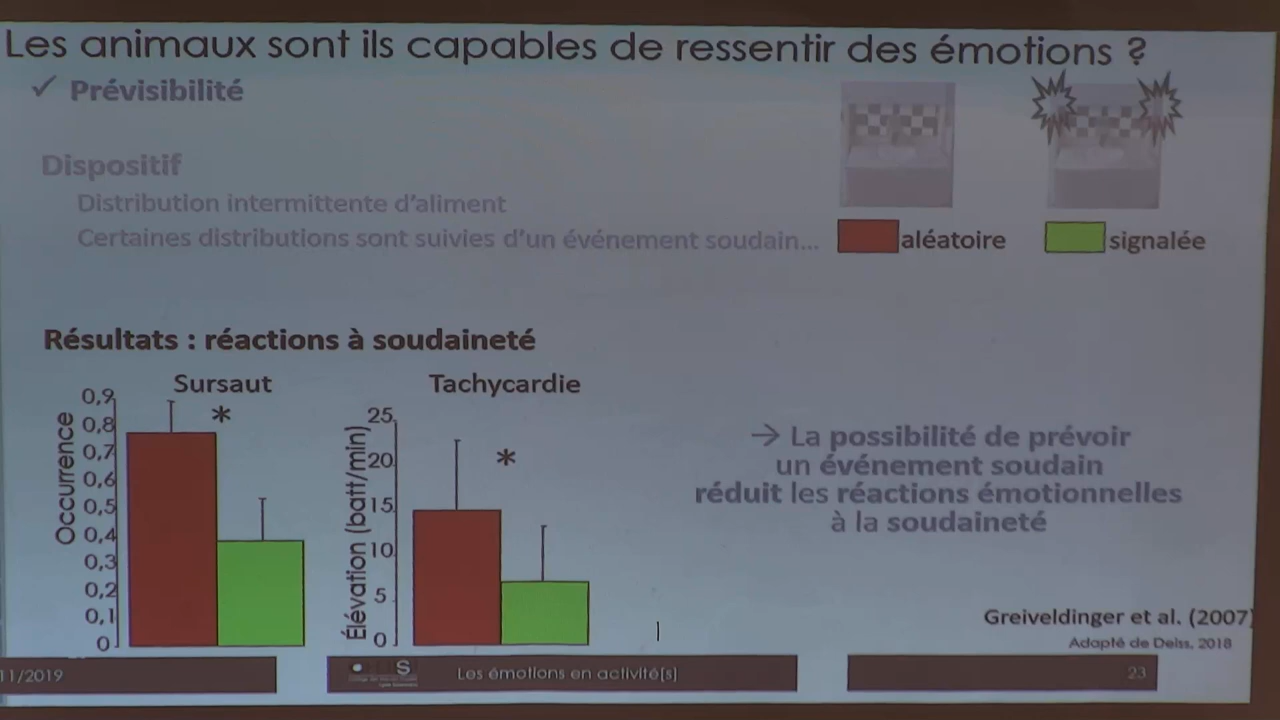 Les animaux sont ils capables de ressentir des émotions ?
✓ Prévisibilité
Dispositif
Distribution intermittente d'aliment
Certaines distributions sont suivies d'un événement soudain...
aléatoire
signalée
Résultats : réactions à soudaineté
Sursaut
Occurrence
0,9
0,8
0,7
0,6
0,5
0,4
0,3
0,2
0,1
0
*
Tachycardie
Élévation (batt/min)
25
20
15
10
5
0
*
→ La possibilité de prévoir
un événement soudain
réduit les réactions émotionnelles
à la soudaineté
Greiveldinger et al. (2007)
Adapté de Deiss, 2018
11/2019
S
Les émotions en activité(s)
23